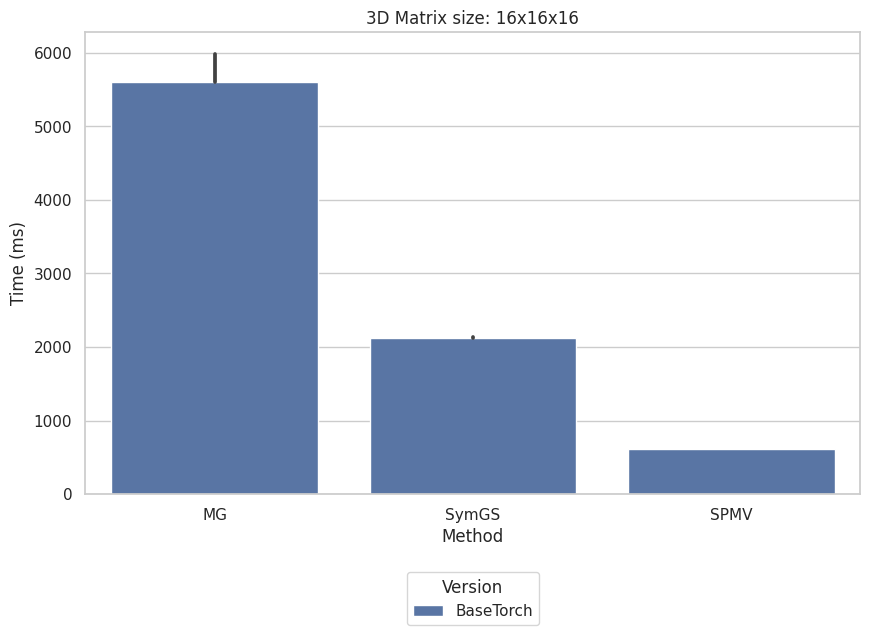 3D Matrix size: 16x16x16
6000
5000
4000
3000
2000
1000
0
Time (ms)
MG
SymGS
SPMV
Method
Version
BaseTorch